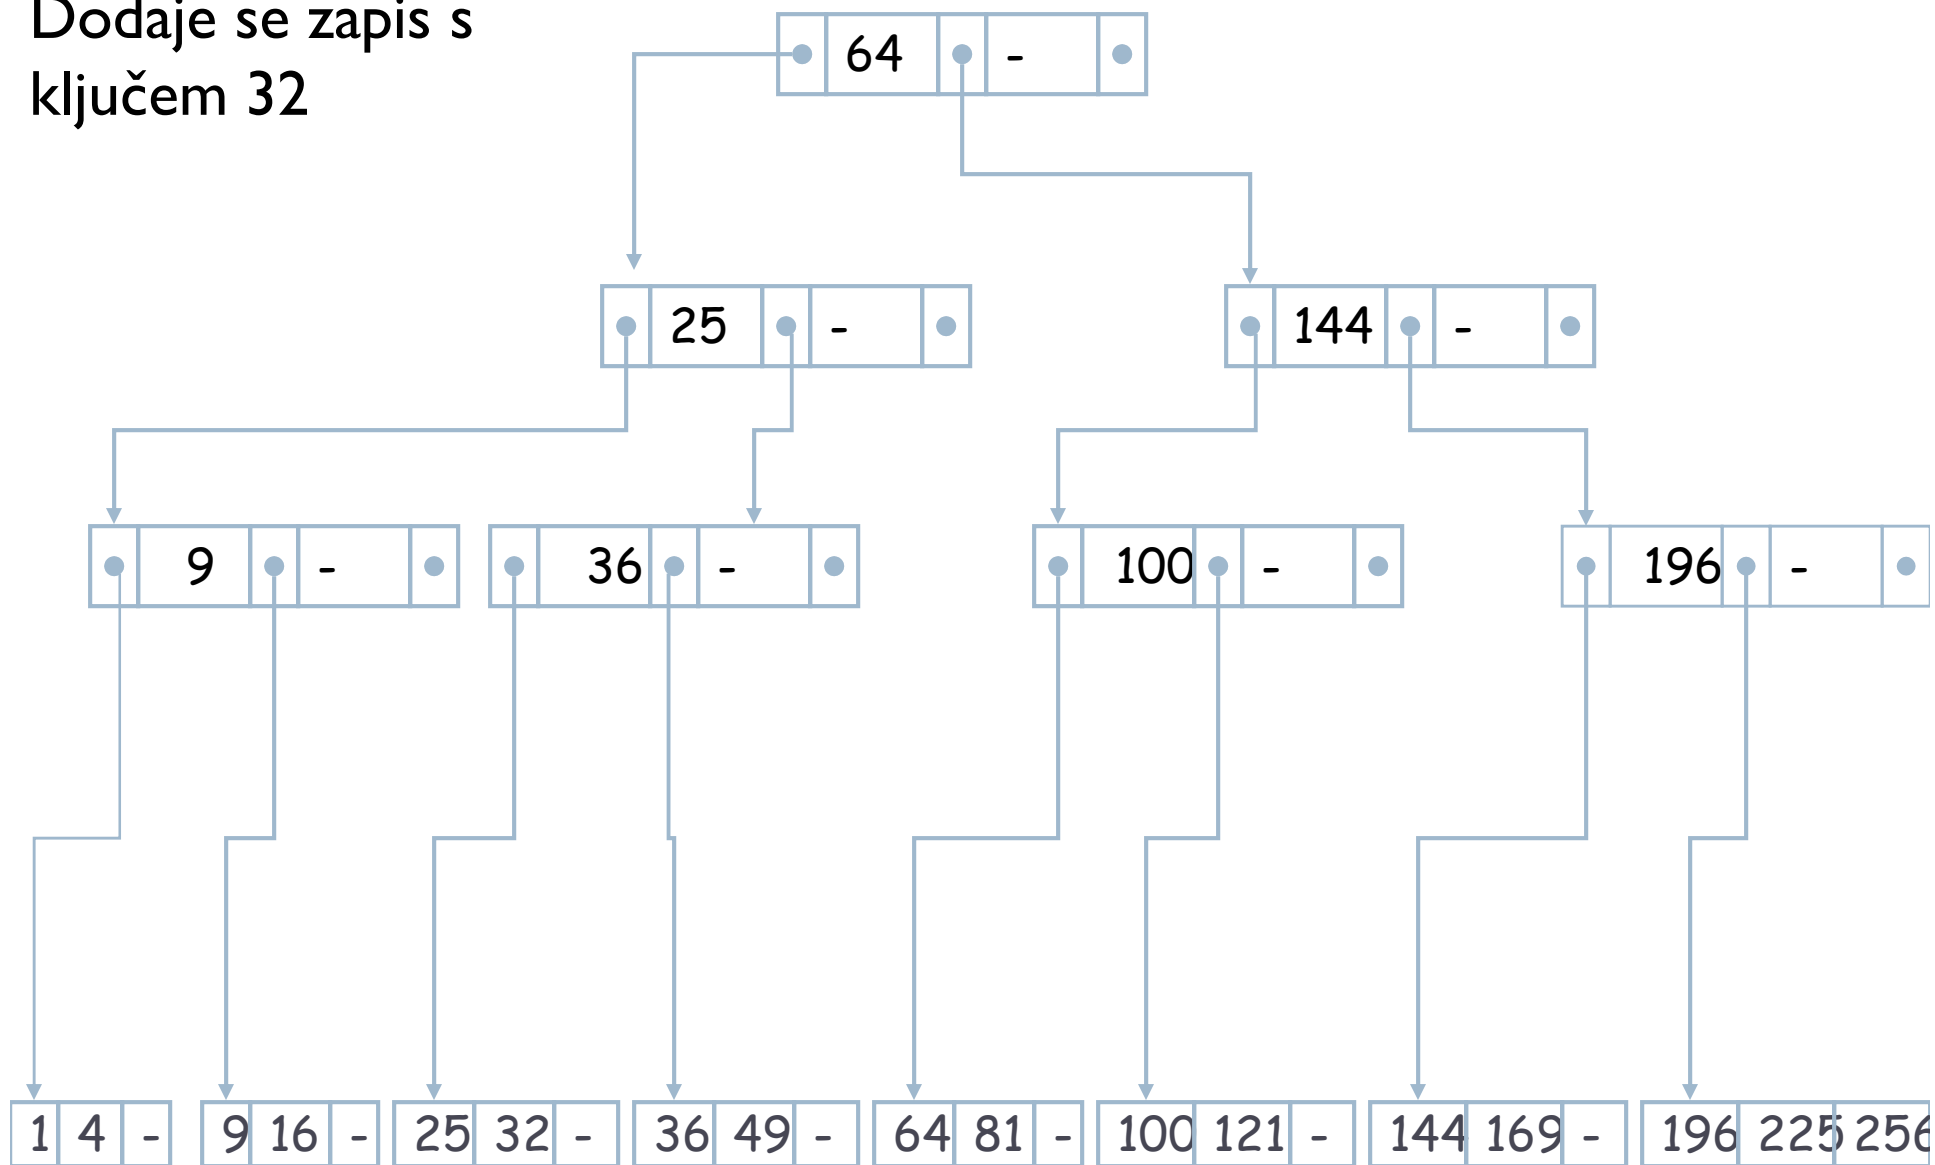 Dodaje se zapis s
ključem 32
64 -
25 - 144 -
9 - 36 - 100 - 196 -
1 4 - 9 16 - 25 32 - 36 49 - 64 81 - 100 121 - 144 169 - 196 225 256